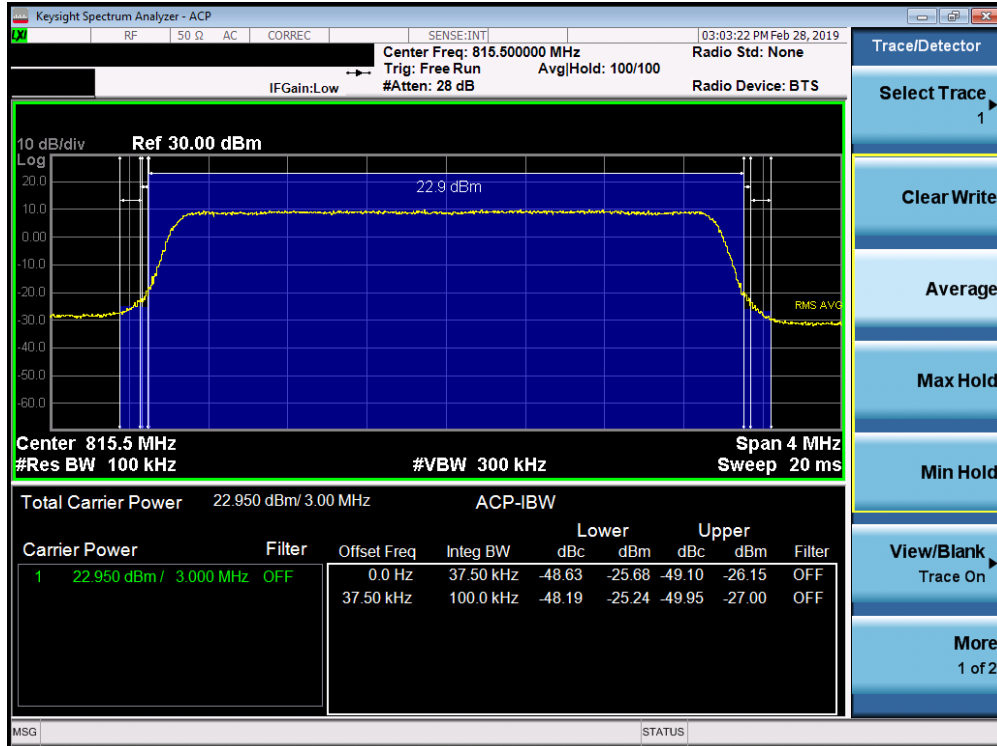 Keysight Spectrum Analyzer - ACP
LXI RF 50 Ω AC CORREC SENSE:INT 03:03:22 PM Feb 28, 2019
Center Freq: 815.500000 MHz Radio Std: None
Trig: Free Run Avg|Hold: 100/100
IFGain:Low #Atten: 28 dB Radio Device: BTS
10 dB/div Ref 30.00 dBm
Log
20.0
22.9 dBm
10.0
0.00
-10.0
-20.0
RMS AVG
-30.0
-40.0
-50.0
-60.0
Center 815.5 MHz Span 4 MHz
#Res BW 100 kHz #VBW 300 kHz Sweep 20 ms
Total Carrier Power 22.950 dBm/ 3.00 MHz ACP-IBW
Lower Upper
Carrier Power Filter Offset Freq Integ BW dBc dBm dBc dBm Filter
1 22.950 dBm / 3.000 MHz OFF 0.0 Hz 37.50 kHz -48.63 -25.68 -49.10 -26.15 OFF
37.50 kHz 100.0 kHz -48.19 -25.24 -49.95 -27.00 OFF
MSG STATUS
Trace/Detector
Select Trace
1
Clear Write
Average
Max Hold
Min Hold
View/Blank
Trace On
More
1 of 2